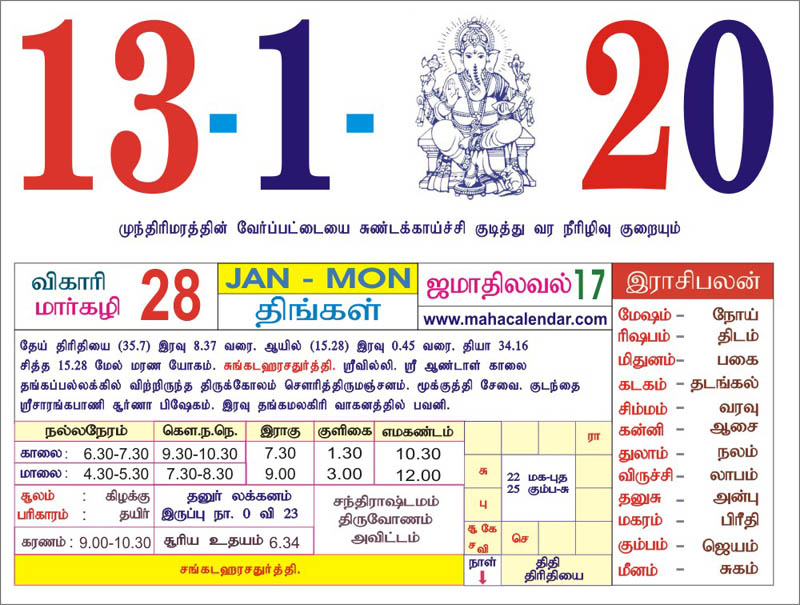 13-1-20
முந்திரிமரத்தின் வேர்ப்பட்டையை சுண்டக்காய்ச்சி குடித்து வர நீரிழிவு குறையும்
விகாரி
மார்கழி 28
JAN - MON
திங்கள்
ஜமாதிலவல் 17
www.mahacalendar.com
தேய் திரிதியை (35.7) இரவு 8.37 வரை. ஆயில் (15.28) இரவு 0.45 வரை. தியா 34.16
சித்த 15.28 மேல் மரண யோகம். சுங்கடஹரசதுர்த்தி. ஸ்ரீவில்லி. ஸ்ரீ ஆண்டாள் காலை
தங்கப்பல்லக்கில் விற்றிருந்த திருக்கோலம் சௌரித்திருமஞ்சனம். மூக்குத்தி சேவை. குடந்தை
ஸ்ரீசாரங்கபாணி சூர்ணா பிஷேகம். இரவு தங்கமலகிரி வாகனத்தில் பவனி.
நல்லநேரம் கௌ.ந.நெ. இராகு குளிகை எமகண்டம்
காலை: 6.30-7.30 9.30-10.30 7.30 1.30 10.30
மாலை: 4.30-5.30 7.30-8.30 9.00 3.00 12.00
சூலம் : கிழக்கு
பரிகாரம் : தயிர்
தனுர் லக்கனம்
இருப்பு நா. 0 வி 23
சந்திராஷ்டமம்
திருவோணம்
அவிட்டம்
கரணம் : 9.00-10.30 சூரிய உதயம் 6.34
சங்கடஹரசதுர்த்தி.
ரா
சு
பு
சூ கே
ச வி
செ
22 மக-புத
25 கும்ப-சு
நாள்
திதி
திரிதியை
இராசிபலன்
மேஷம் – நோய்
ரிஷபம் – திடம்
மிதுனம் – பகை
கடகம் – தடங்கல்
சிம்மம் – வரவு
கன்னி – ஆசை
துலாம் – நலம்
விருச்சி – லாபம்
தனுசு – அன்பு
மகரம் – பிரீதி
கும்பம் – ஜெயம்
மீனம் – சுகம்